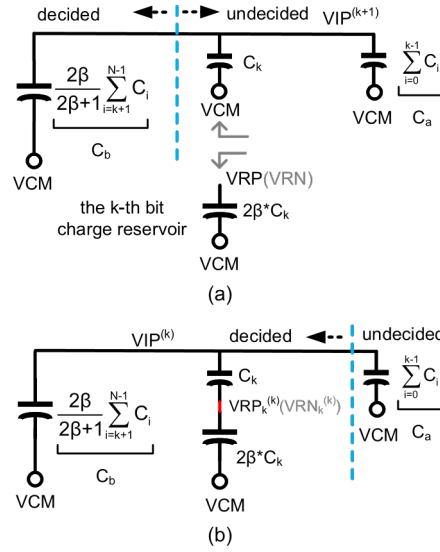 decided undecided VIP(k+1)
2β/2β+1 N-1 ∑ i=k+1 Ci
Ck
k-1 ∑ i=0 Ci
Cb
VCM
Ca
VCM
VCM
VRP(VRN)
the k-th bit
charge reservoir
2β*Ck
VCM
(a)
VIP(k) decided undecided
2β/2β+1 N-1 ∑ i=k+1 Ci
Ck
k-1 ∑ i=0 Ci
VRPk(k)(VRNk(k))
VCM
Ca
Cb
2β*Ck
VCM
VCM
(b)